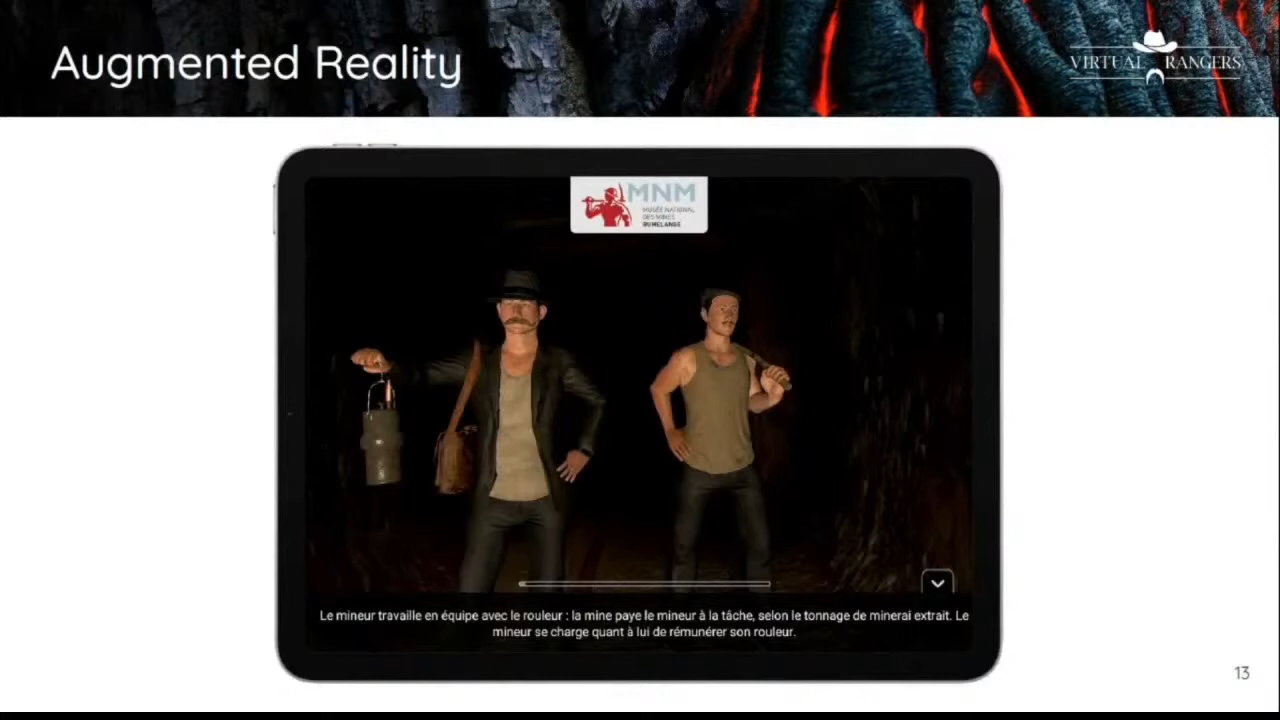 Augmented Reality
VIRTUAL RANGERS
MNM
MUSÉE NATIONAL
DES MINES
RUMELANGE
Le mineur travaille en équipe avec le rouleur : la mine paye le mineur à la tâche, selon le tonnage de minerai extrait. Le
mineur se charge quant à lui de rémunérer son rouleur.
13